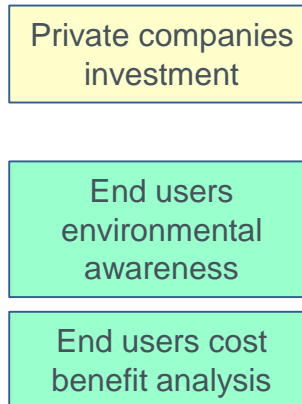 Private companies
investment
End users
environmental
awareness
End users cost
benefit analysis